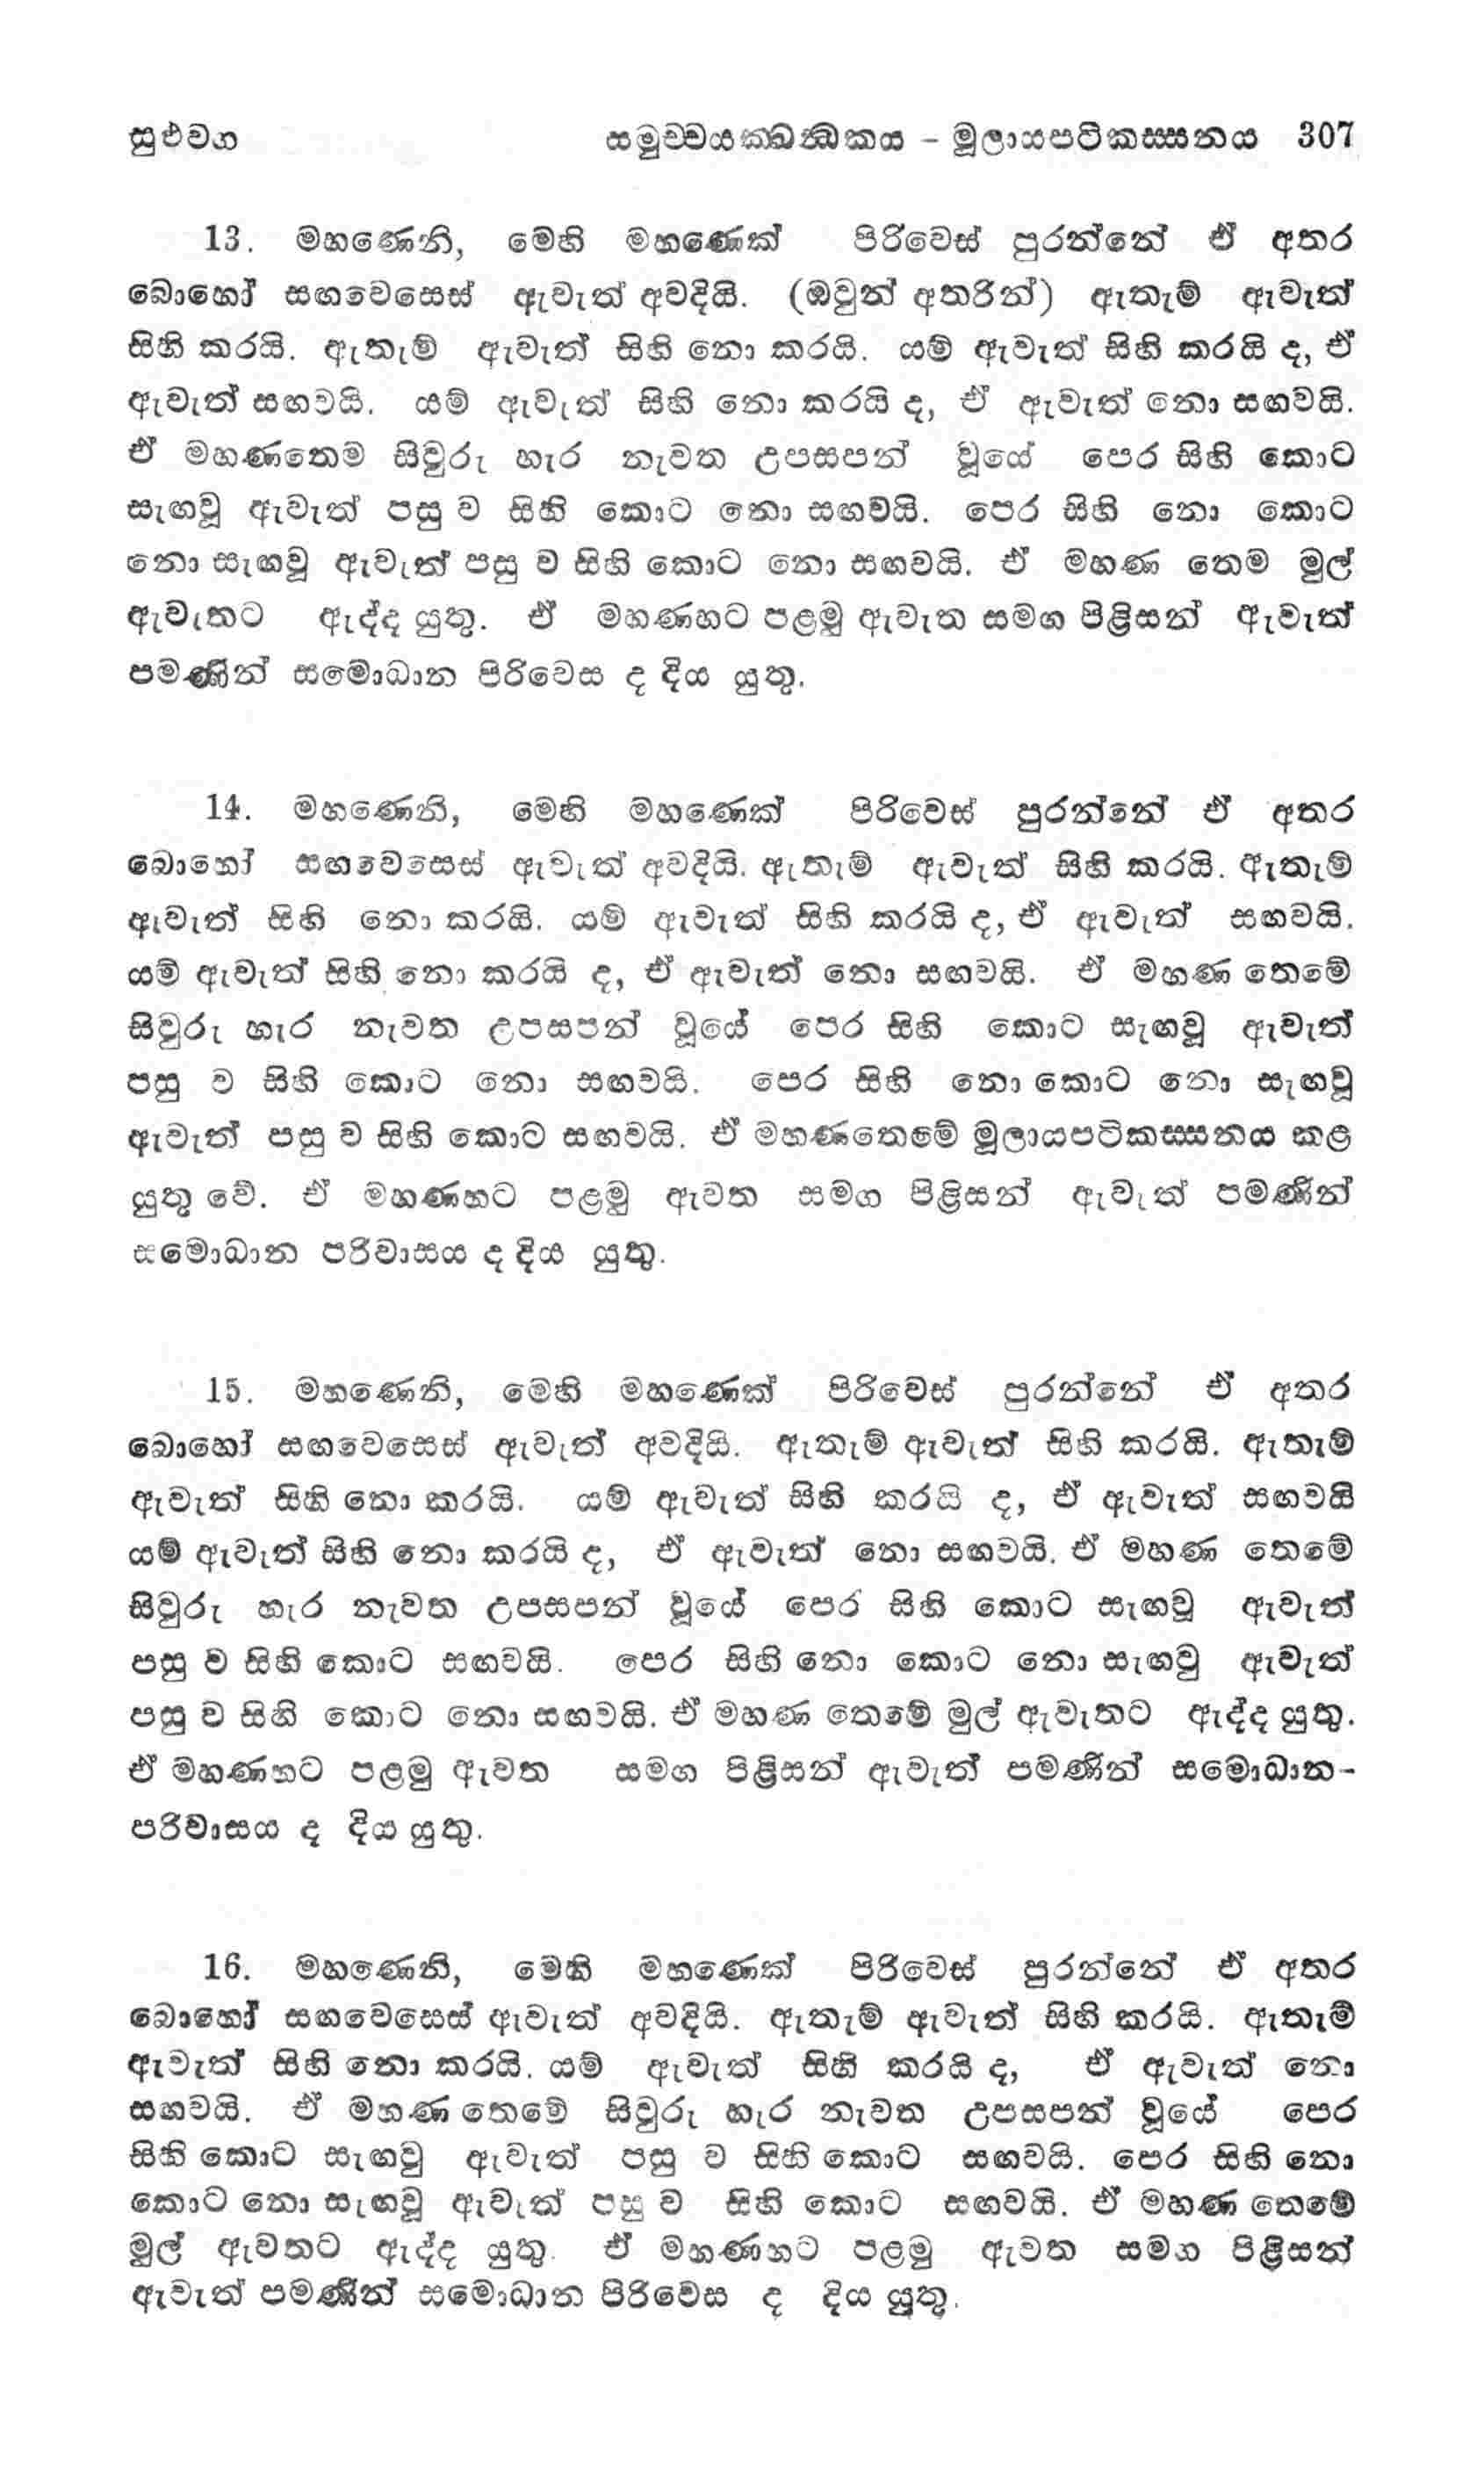 සුළුවග සමුච්චයක්ඛන්ධකය – මූලායපටිකස්සනය 307
13. මහණෙනි, මෙහි මහණෙක් පිරිවෙස් පුරන්නේ ඒ අතර
බොහෝ සඟවෙසෙස් ඇවැත් අවදියි. (ඔවුන් අතරින්) ඇතැම් ඇවැත්
සිහි කරයි. ඇතැම් ඇවැත් සිහි නො කරයි. යම් ඇවැත් සිහි කරයි ද, ඒ
ඇවැත් සඟවයි. යම් ඇවැත් සිහි නො කරයි ද, ඒ ඇවැත් නො සඟවයි.
ඒ මහණතෙම සිවුරු හැර නැවත උපසපන් වූයේ පෙර සිහි කොට
සැඟවූ ඇවැත් පසු ව සිහි කොට නො සඟවයි. පෙර සිහි නො කොට
නො සැඟවූ ඇවැත් පසු ව සිහි කොට නො සඟවයි. ඒ මහණ තෙම මුල්
ඇවැතට ඇද්ද යුතු. ඒ මහණහට පළමු ඇවැත සමග පිළිසන් ඇවැත්
පමණින් සමොධාන පිරිවෙස ද දිය යුතු.
14. මහණෙනි, මෙහි මහණෙක් පිරිවෙස් පුරන්නේ ඒ අතර
බොහෝ සඟවෙසෙස් ඇවැත් අවදියි. ඇතැම් ඇවැත් සිහි කරයි. ඇතැම්
ඇවැත් සිහි නො කරයි. යම් ඇවැත් සිහි කරයි ද, ඒ ඇවැත් සඟවයි.
යම් ඇවැත් සිහි නො කරයි ද, ඒ ඇවැත් නො සඟවයි. ඒ මහණ තෙමේ
සිවුරු හැර නැවත උපසපන් වූයේ පෙර සිහි කොට සැඟවූ ඇවැත්
පසු ව සිහි කොට නො සඟවයි. පෙර සිහි නො කොට නො සැඟවූ
ඇවැත් පසු ව සිහි කොට සඟවයි. ඒ මහණතෙමේ මූලායපටිකස්සනය කළ
යුතු වේ. ඒ මහණහට පළමු ඇවත සමග පිළිසන් ඇවැත් පමණින්
සමොධාන පරිවාසය ද දිය යුතු.
15. මහණෙනි, මෙහි මහණෙක් පිරිවෙස් පුරන්නේ ඒ අතර
බොහෝ සඟවෙසෙස් ඇවැත් අවදියි. ඇතැම් ඇවැත් සිහි කරයි. ඇතැම්
ඇවැත් සිහි නො කරයි. යම් ඇවැත් සිහි කරයි ද, ඒ ඇවැත් සඟවයි
යම් ඇවැත් සිහි නො කරයි ද, ඒ ඇවැත් නො සඟවයි. ඒ මහණ තෙමේ
සිවුරු හැර නැවත උපසපන් වූයේ පෙර සිහි කොට සැඟවූ ඇවැත්
පසු ව සිහි කොට සඟවයි. පෙර සිහි නො කොට නො සැඟවු ඇවැත්
පසු ව සිහි කොට නො සඟවයි. ඒ මහණ තෙමේ මුල් ඇවැතට ඇද්ද යුතු.
ඒ මහණහට පළමු ඇවත සමග පිළිසන් ඇවැත් පමණින් සමොධාන-
පරිවාසය ද දිය යුතු.
16. මහණෙනි, මෙහි මහණෙක් පිරිවෙස් පුරන්නේ ඒ අතර
බොහෝ සඟවෙසෙස් ඇවැත් අවදියි. ඇතැම් ඇවැත් සිහි කරයි. ඇතැම්
ඇවැත් සිහි නො කරයි. යම් ඇවැත් සිහි කරයි ද, ඒ ඇවැත් නො
සඟවයි. ඒ මහණ තෙමේ සිවුරු හැර නැවත උපසපන් වූයේ පෙර
සිහි කොට සැඟවු ඇවැත් පසු ව සිහි කොට සඟවයි. පෙර සිහි නො
කොට නො සැඟවූ ඇවැත් පසු ව සිහි කොට සඟවයි. ඒ මහණ තෙමේ
මුල් ඇවතට ඇද්ද යුතු. ඒ මහණහට පළමු ඇවත සමග පිළිසන්
ඇවැත් පමණින් සමොධාන පිරිවෙස ද දිය යුතු.